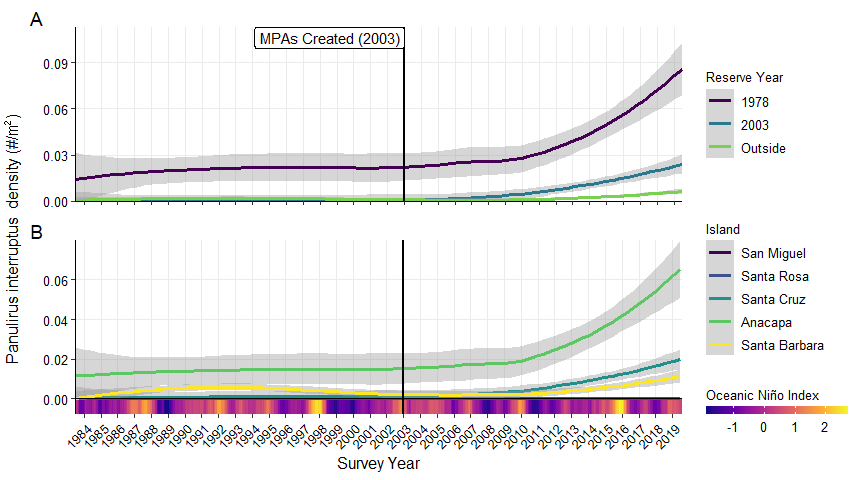 A
MPAs Created (2003)
0.09
0.06
0.03
0.00
Reserve Year
1978
2003
Outside
Panulirus interruptus density (#/m²)
B
0.06
0.04
0.02
0.00
Island
San Miguel
Santa Rosa
Santa Cruz
Anacapa
Santa Barbara
Oceanic Niño Index
-1 0 1 2
1984 1985 1986 1987 1988 1989 1990 1991 1992 1993 1994 1995 1996 1997 1998 1999 2000 2001 2002 2003 2004 2005 2006 2007 2008 2009 2010 2011 2012 2013 2014 2015 2016 2017 2018 2019
Survey Year